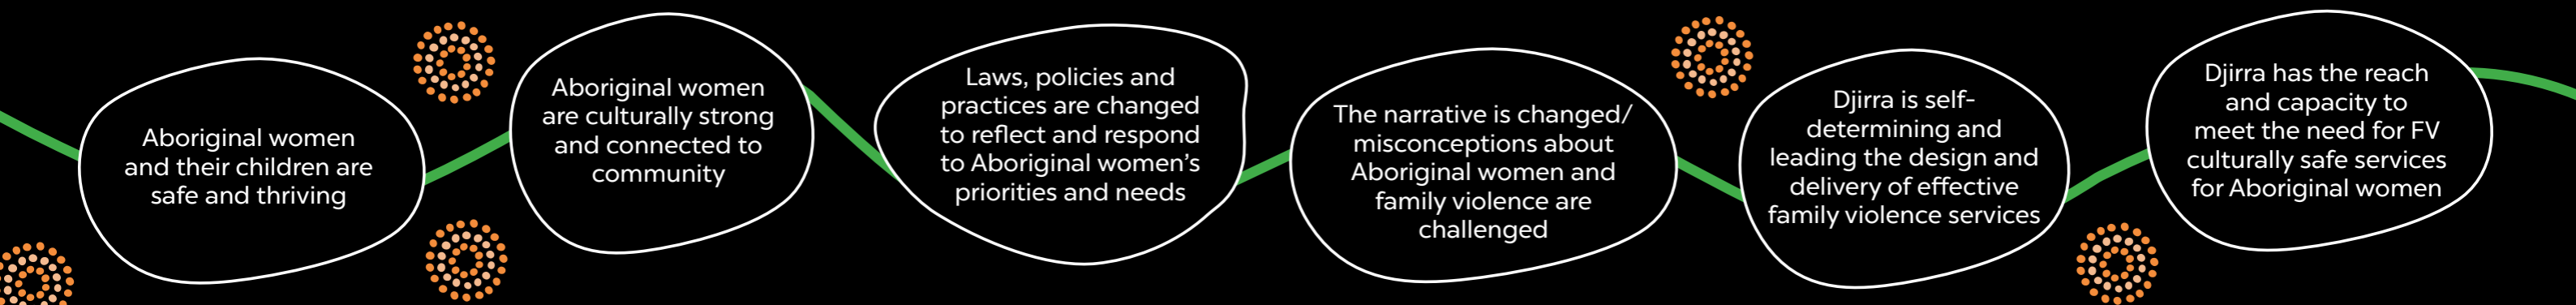 Aboriginal women
and their children are
safe and thriving
Aboriginal women
are culturally strong
and connected to
community
Laws, policies and
practices are changed
to reflect and respond
to Aboriginal women’s
priorities and needs
The narrative is changed/
misconceptions about
Aboriginal women and
family violence are
challenged
Djirra is self-
determining and
leading the design and
delivery of effective
family violence services
Djirra has the reach
and capacity to
meet the need for FV
culturally safe services
for Aboriginal women